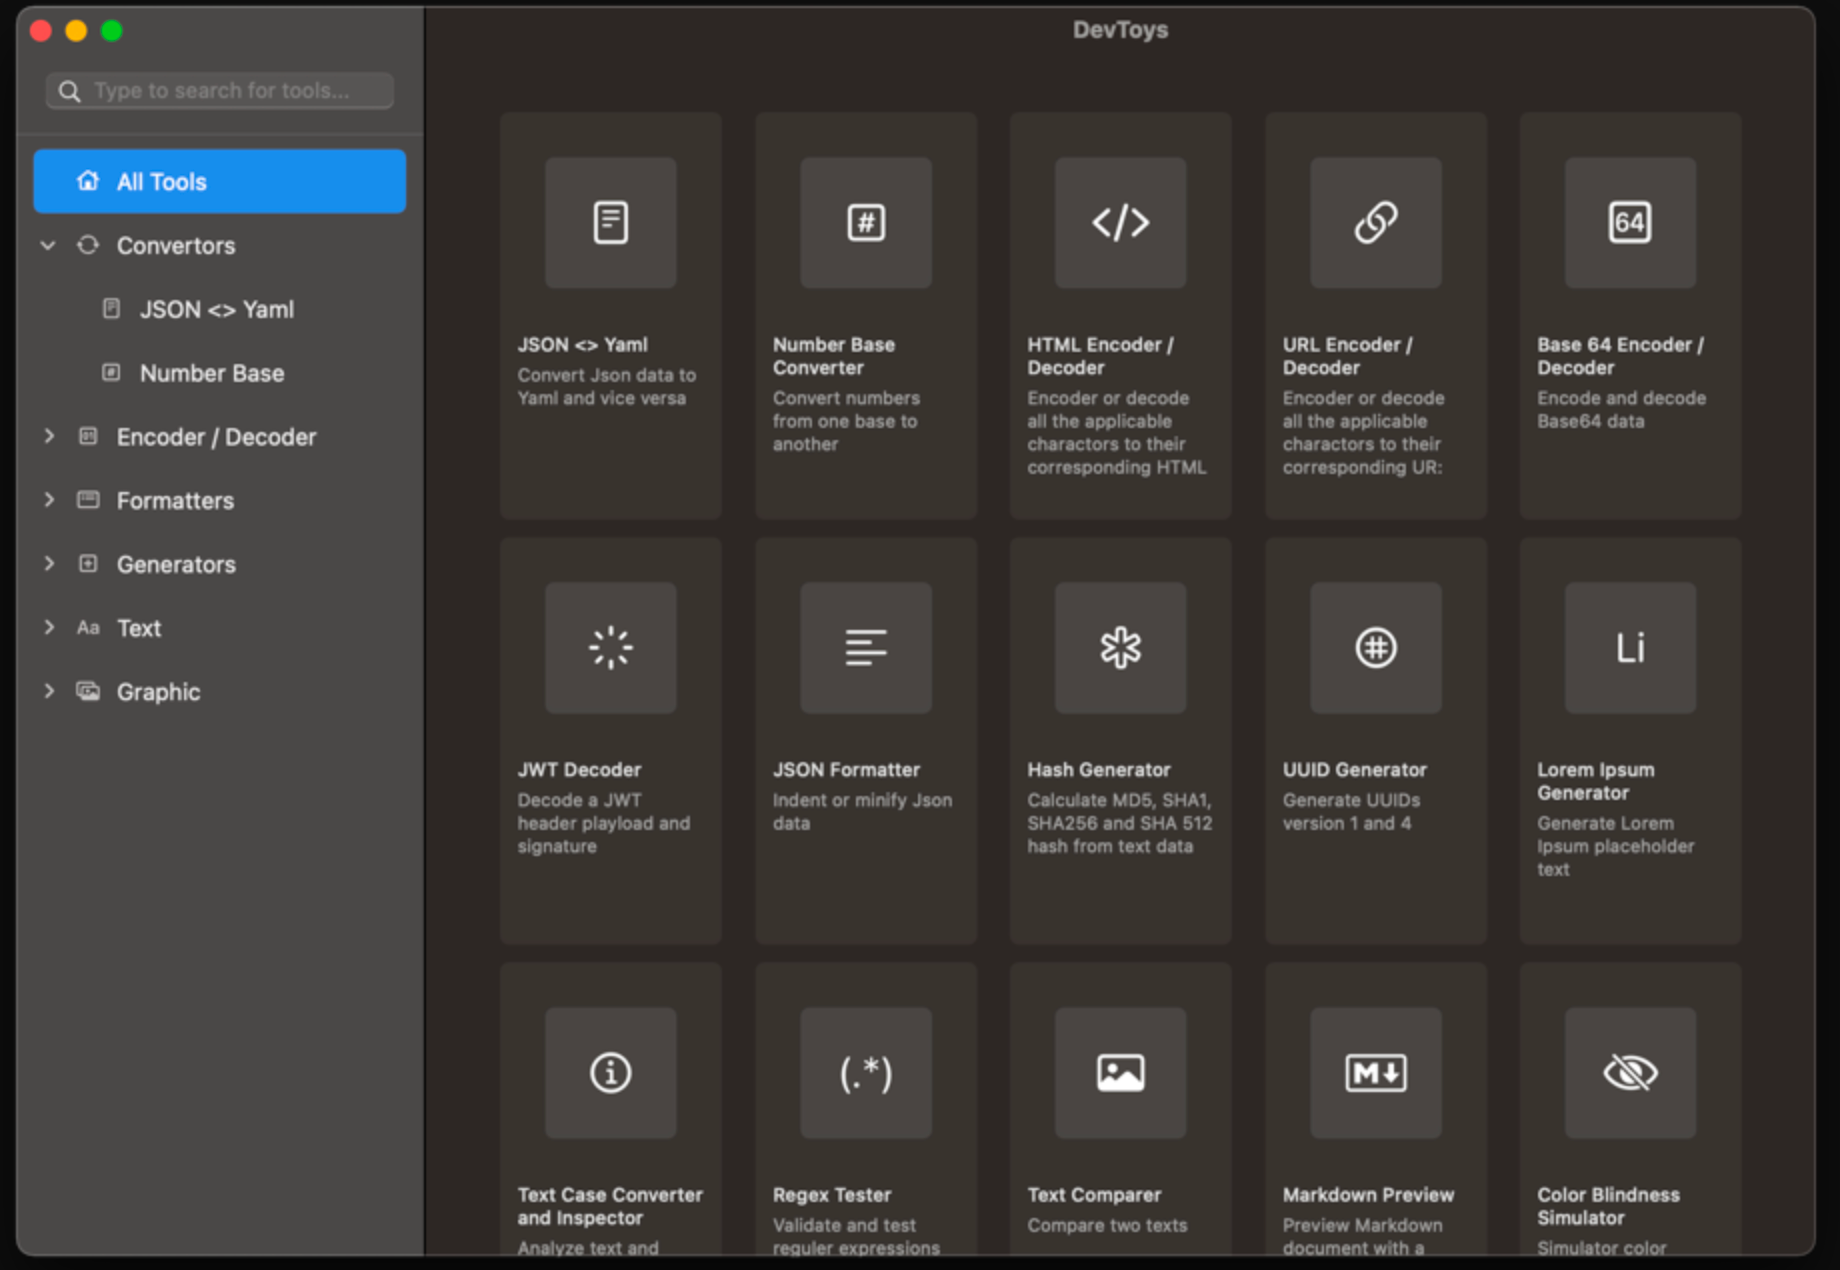 DevToys
Type to search for tools...
All Tools
Convertors
JSON <> Yaml
Number Base
Encoder / Decoder
Formatters
Generators
Aa Text
Graphic
#
</>
64
JSON <> Yaml
Convert Json data to
Yaml and vice versa
Number Base
Converter
Convert numbers
from one base to
another
HTML Encoder /
Decoder
Encoder or decode
all the applicable
charactors to their
corresponding HTML
URL Encoder /
Decoder
Encoder or decode
all the applicable
charactors to their
corresponding UR:
Base 64 Encoder /
Decoder
Encode and decode
Base64 data
#
Li
JWT Decoder
Decode a JWT
header playload and
signature
JSON Formatter
Indent or minify Json
data
Hash Generator
Calculate MD5, SHA1,
SHA256 and SHA 512
hash from text data
UUID Generator
Generate UUIDs
version 1 and 4
Lorem Ipsum
Generator
Generate Lorem
Ipsum placeholder
text
i
(.*)
M
Text Case Converter
and Inspector
Analyze text and
Regex Tester
Validate and test
reguler expressions
Text Comparer
Compare two texts
Markdown Preview
Preview Markdown
document with a
Color Blindness
Simulator
Simulator color